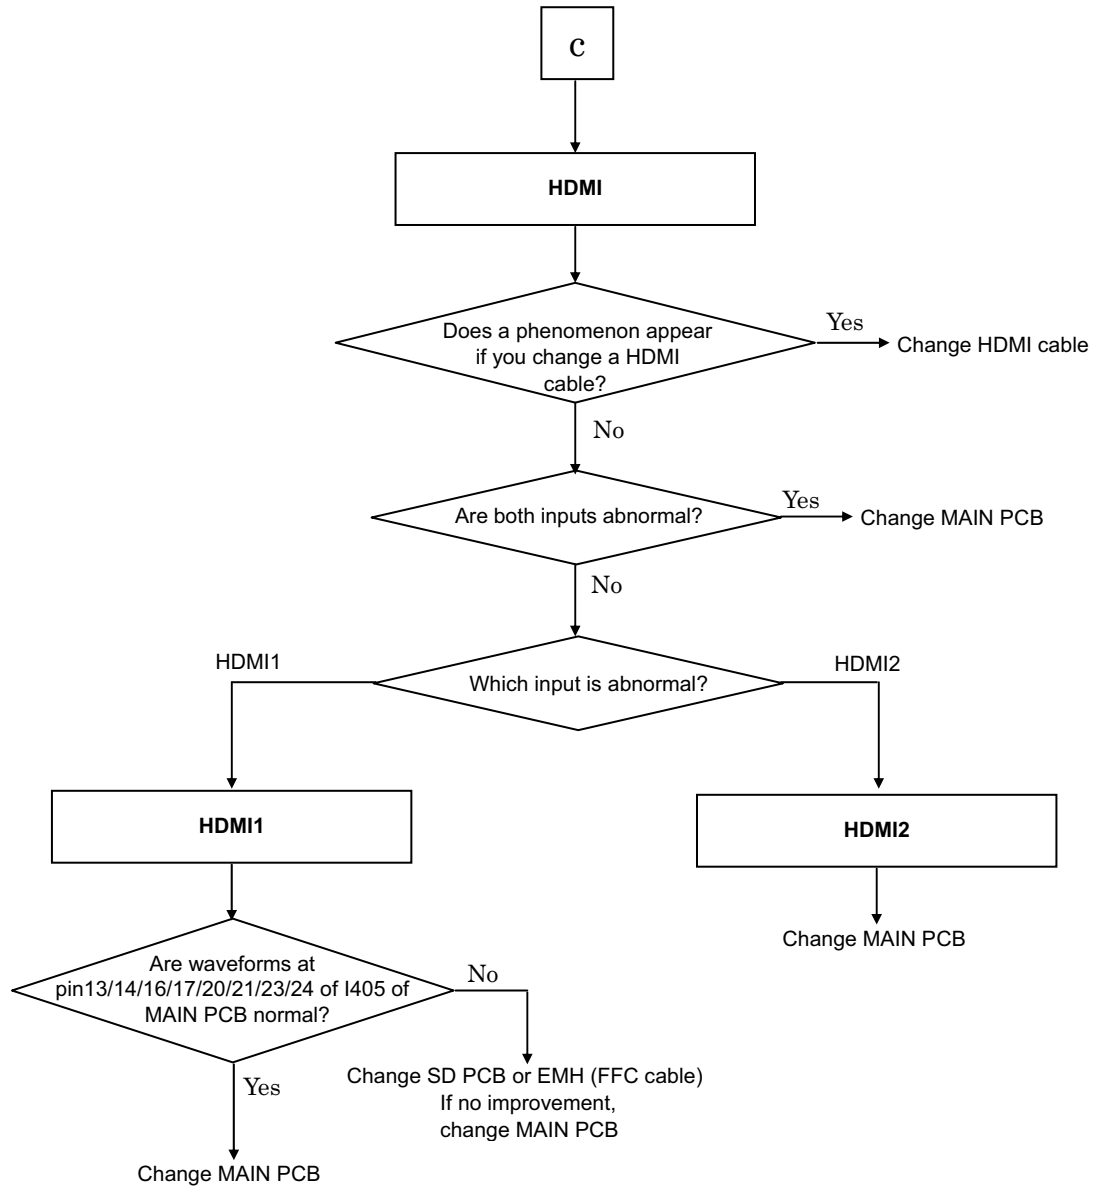 c
HDMI
Does a phenomenon appear
if you change a HDMI
cable?
Yes
Change HDMI cable
No
Are both inputs abnormal?
Yes
Change MAIN PCB
No
HDMI1
Which input is abnormal?
HDMI2
HDMI1
HDMI2
Change MAIN PCB
Are waveforms at
pin13/14/16/17/20/21/23/24 of I405 of
MAIN PCB normal?
No
Change SD PCB or EMH (FFC cable)
If no improvement,
change MAIN PCB
Yes
Change MAIN PCB